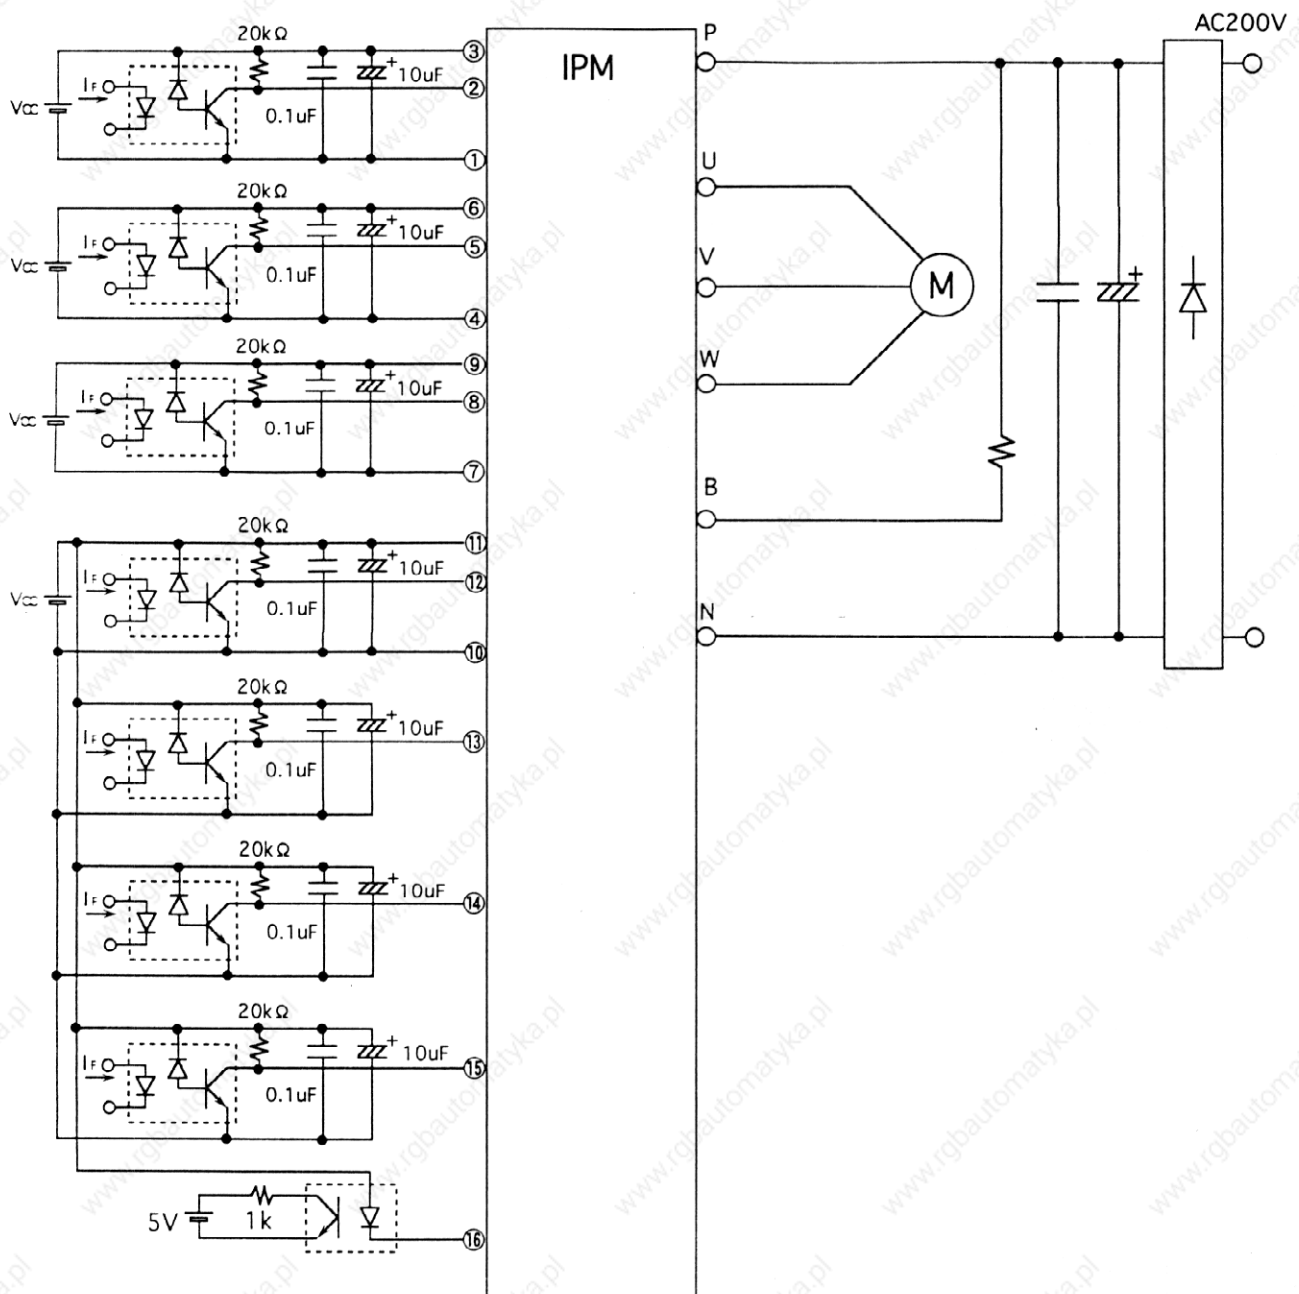 AC200V
IPM
P
U
V
W
B
N
M
20kΩ
+
10uF
0.1uF
IF
Vcc
③
②
①
20kΩ
+
10uF
0.1uF
IF
Vcc
⑥
⑤
④
20kΩ
+
10uF
0.1uF
IF
Vcc
⑨
⑧
⑦
20kΩ
+
10uF
0.1uF
IF
Vcc
⑪
⑫
⑩
20kΩ
+
10uF
0.1uF
IF
⑬
20kΩ
+
10uF
0.1uF
IF
⑭
20kΩ
+
10uF
0.1uF
IF
⑮
5V
1k
⑯
+
www.rgbautomatyka.pl